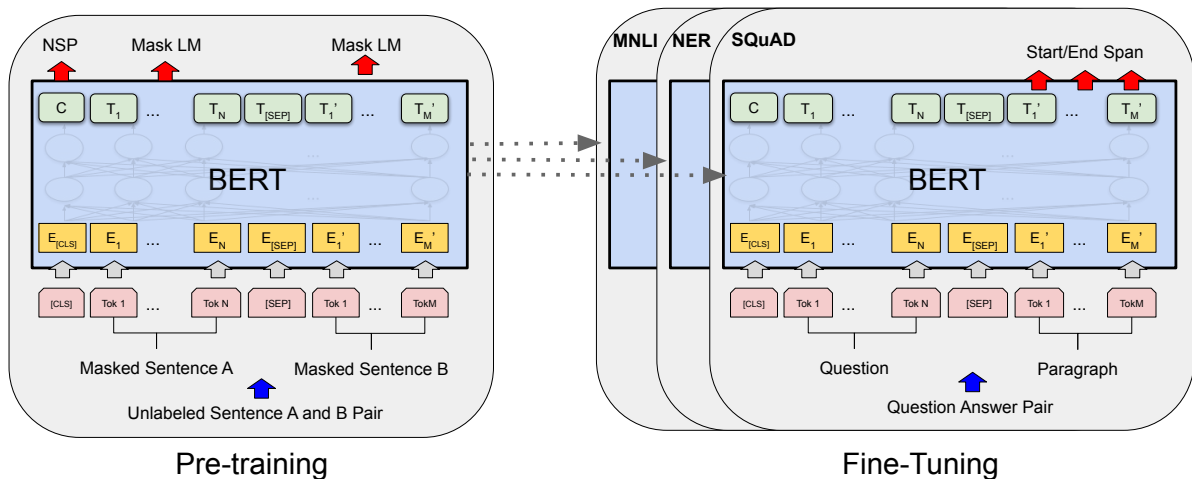 NSP Mask LM Mask LM
C T1 ... TN T[SEP] T1' ... TM'
...
BERT
...
E[CLS] E1 ... EN E[SEP] E1' ... EM'
[CLS] Tok 1 ... Tok N [SEP] Tok 1 ... TokM
Masked Sentence A Masked Sentence B
Unlabeled Sentence A and B Pair
Pre-training
MNLI NER SQuAD
Start/End Span
C T1 ... TN T[SEP] T1' ... TM'
...
BERT
...
E[CLS] E1 ... EN E[SEP] E1' ... EM'
[CLS] Tok 1 ... Tok N [SEP] Tok 1 ... TokM
Question Paragraph
Question Answer Pair
Fine-Tuning